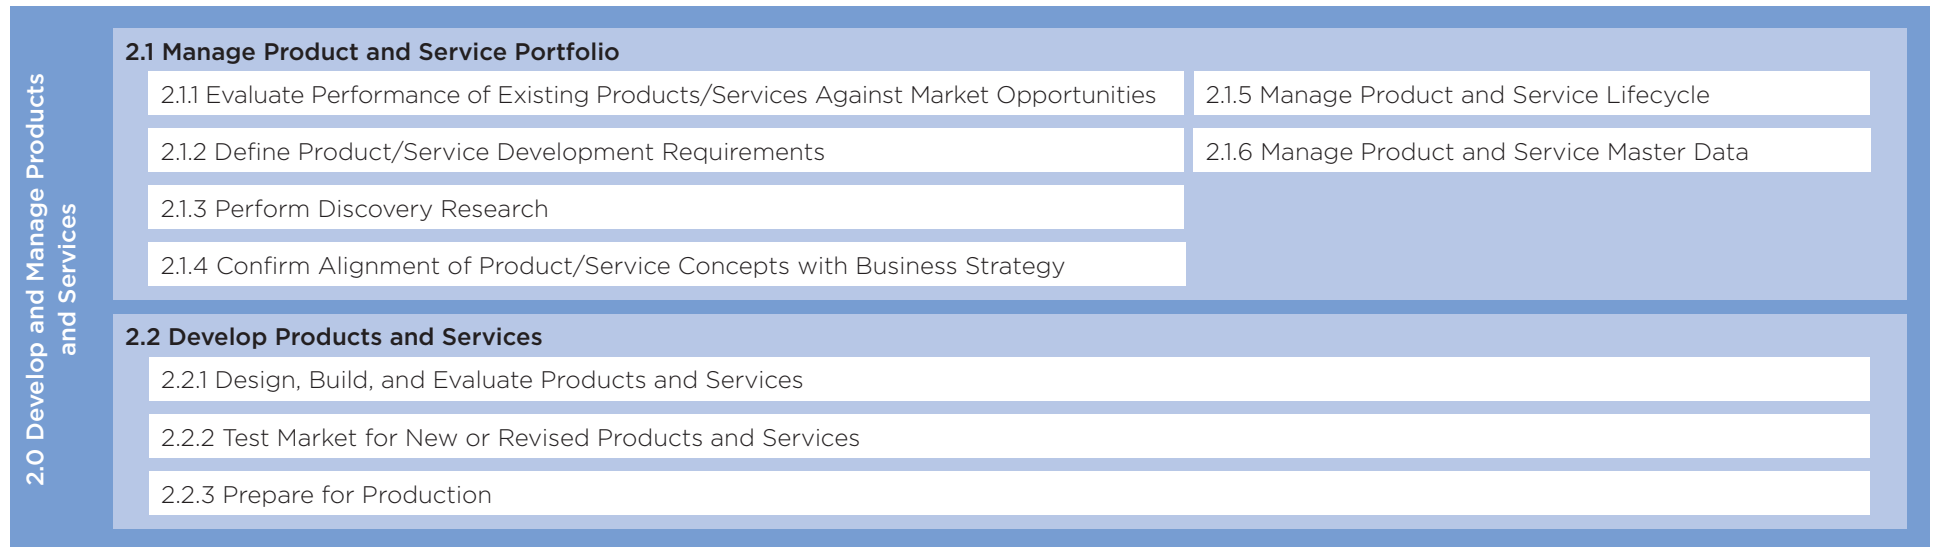 2.0 Develop and Manage Products
and Services
2.1 Manage Product and Service Portfolio
2.1.1 Evaluate Performance of Existing Products/Services Against Market Opportunities
2.1.2 Define Product/Service Development Requirements
2.1.3 Perform Discovery Research
2.1.4 Confirm Alignment of Product/Service Concepts with Business Strategy
2.1.5 Manage Product and Service Lifecycle
2.1.6 Manage Product and Service Master Data
2.2 Develop Products and Services
2.2.1 Design, Build, and Evaluate Products and Services
2.2.2 Test Market for New or Revised Products and Services
2.2.3 Prepare for Production